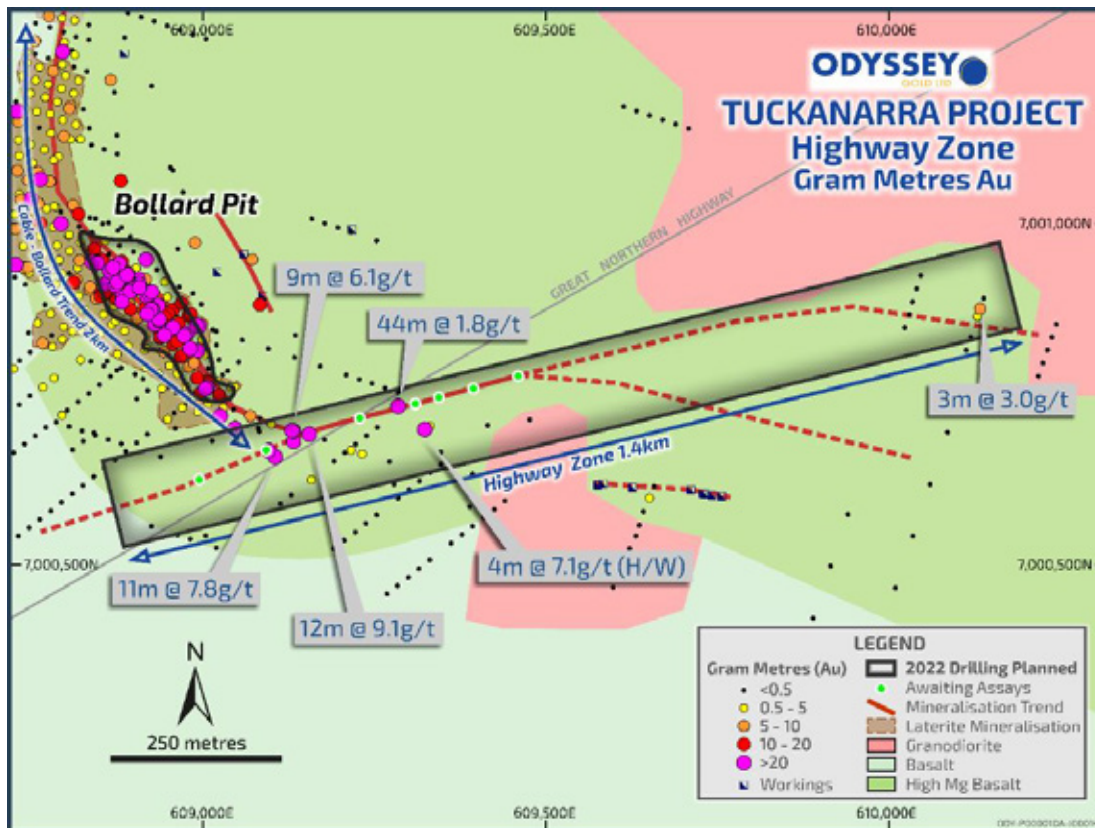 609,000E
609,500E
610,000E
ODYSSEY
GOLD LTD
TUCKANARRA PROJECT
Highway Zone
Gram Metres Au
Bollard Pit
Cable - Bollard Trend 2km
GREAT NORTHERN HIGHWAY
7,001,000N
9m @ 6.1g/t
44m @ 1.8g/t
3m @ 3.0g/t
Highway Zone 1.4km
7,000,500N
7,000,500N
11m @ 7.8g/t
4m @ 7.1g/t (H/W)
12m @ 9.1g/t
N
250 metres
LEGEND
Gram Metres (Au)
<0.5
0.5 - 5
5 - 10
10 - 20
>20
Workings
2022 Drilling Planned
Awaiting Assays
Mineralisation Trend
Laterite Mineralisation
Granodiorite
Basalt
High Mg Basalt
609,000E
609,500E
610,000E